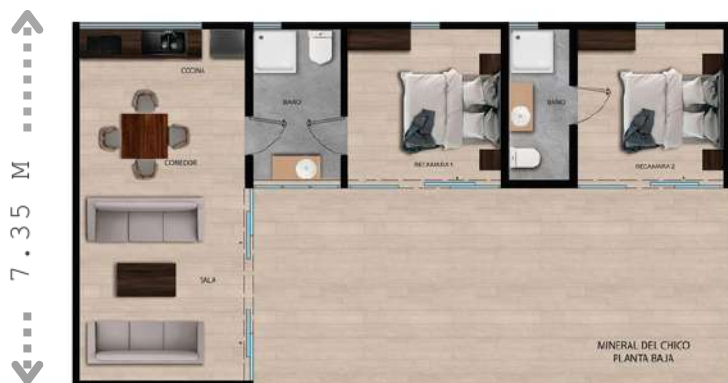 7.35 M
COCINA
BAÑO
BAÑO
COMEDOR
RECAMARA 1
RECAMARA 2
SALA
MINERAL DEL CHICO
PLANTA BAJA